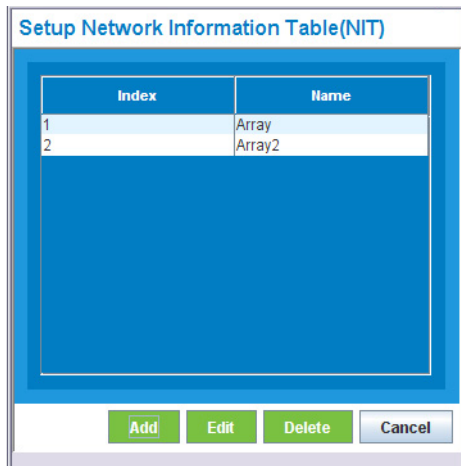 Setup Network Information Table(NIT)
Index Name
1 Array
2 Array2
Add Edit Delete Cancel